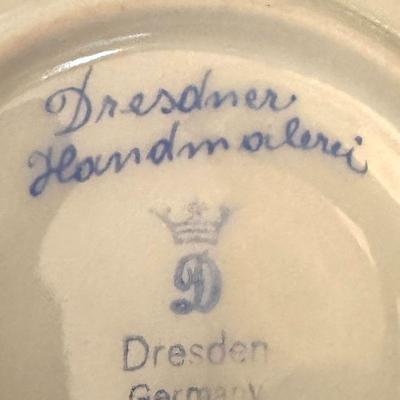 Dresdner
Handmalerei
D
Dresden
Germany